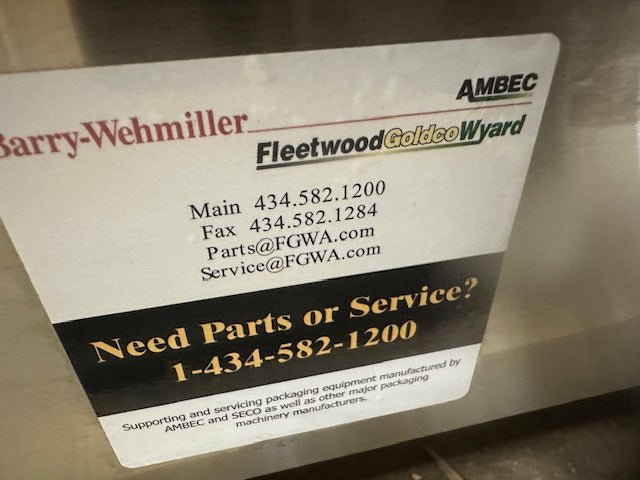 Barry-Wehmiller
AMBEC
FleetwoodGoldcoWyard
Main 434.582.1200
Fax 434.582.1284
Parts@FGWA.com
Service@FGWA.com
Need Parts or Service?
1-434-582-1200
Supporting and servicing packaging equipment manufactured by
AMBEC and SECO as well as other major packaging
machinery manufacturers.